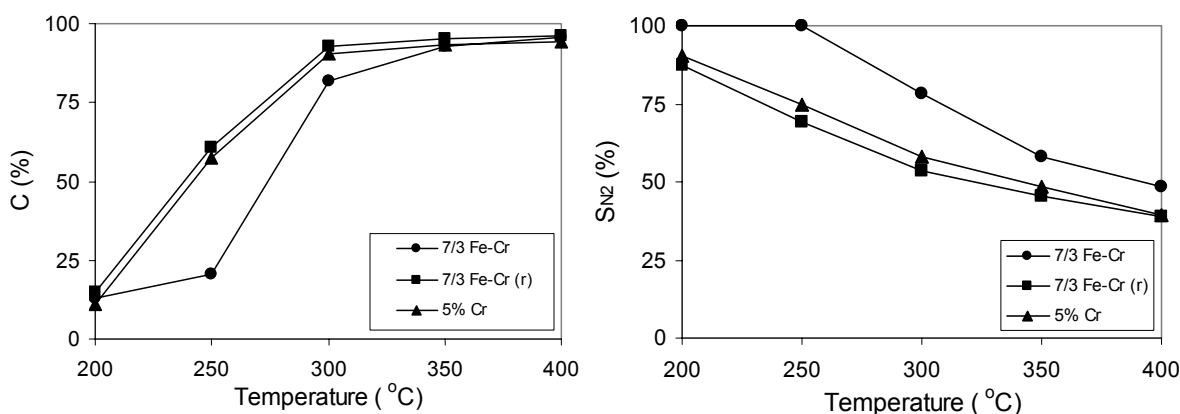 100
75
50
25
0
C (%)
7/3 Fe-Cr
7/3 Fe-Cr (r)
5% Cr
200 250 300 350 400
Temperature ( °C)
100
75
50
25
0
SN2 (%)
7/3 Fe-Cr
7/3 Fe-Cr (r)
5% Cr
200 250 300 350 400
Temperature ( °C)